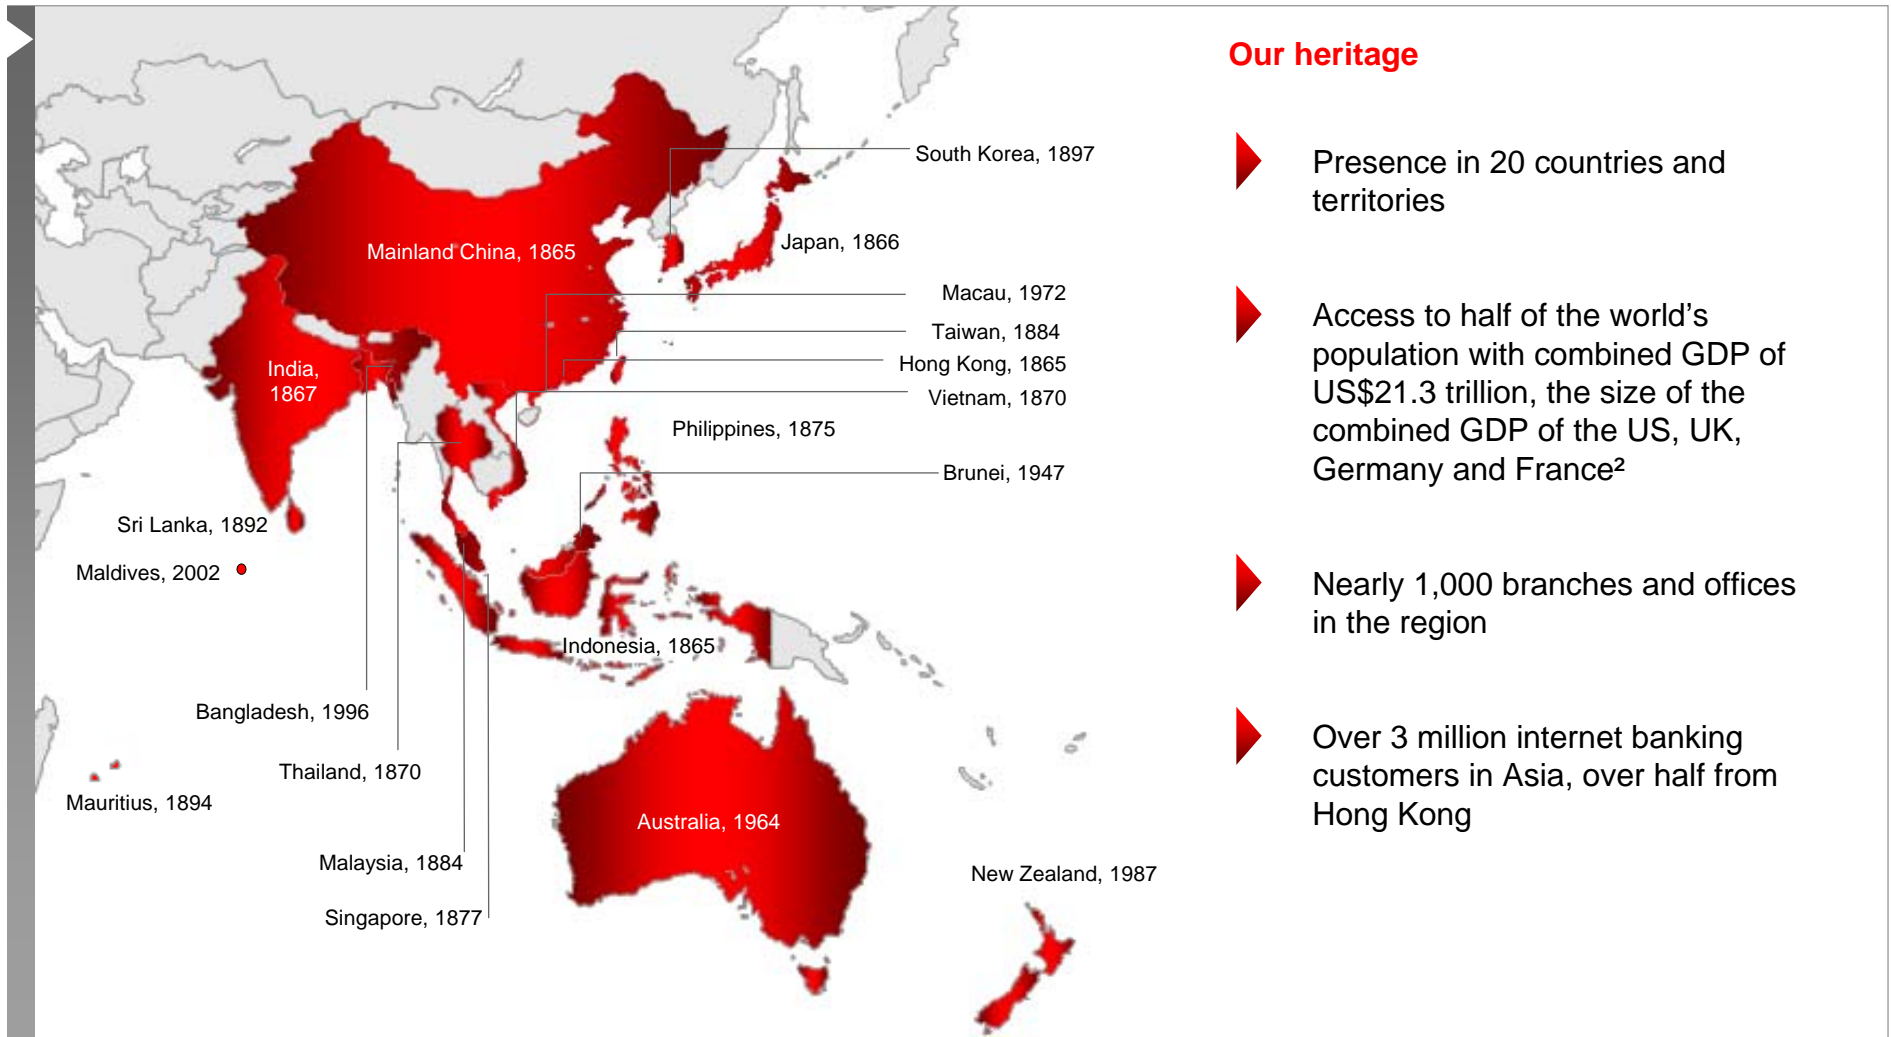 Our heritage
South Korea, 1897
Presence in 20 countries and
territories
Japan, 1866
Mainland China, 1865
Macau, 1972
Taiwan, 1884
Hong Kong, 1865
Vietnam, 1870
Access to half of the world’s
population with combined GDP of
US$21.3 trillion, the size of the
combined GDP of the US, UK,
Germany and France²
India,
1867
Philippines, 1875
Brunei, 1947
Sri Lanka, 1892
Maldives, 2002
Nearly 1,000 branches and offices
in the region
Indonesia, 1865
Bangladesh, 1996
Thailand, 1870
Over 3 million internet banking
customers in Asia, over half from
Hong Kong
Mauritius, 1894
Australia, 1964
Malaysia, 1884
New Zealand, 1987
Singapore, 1877